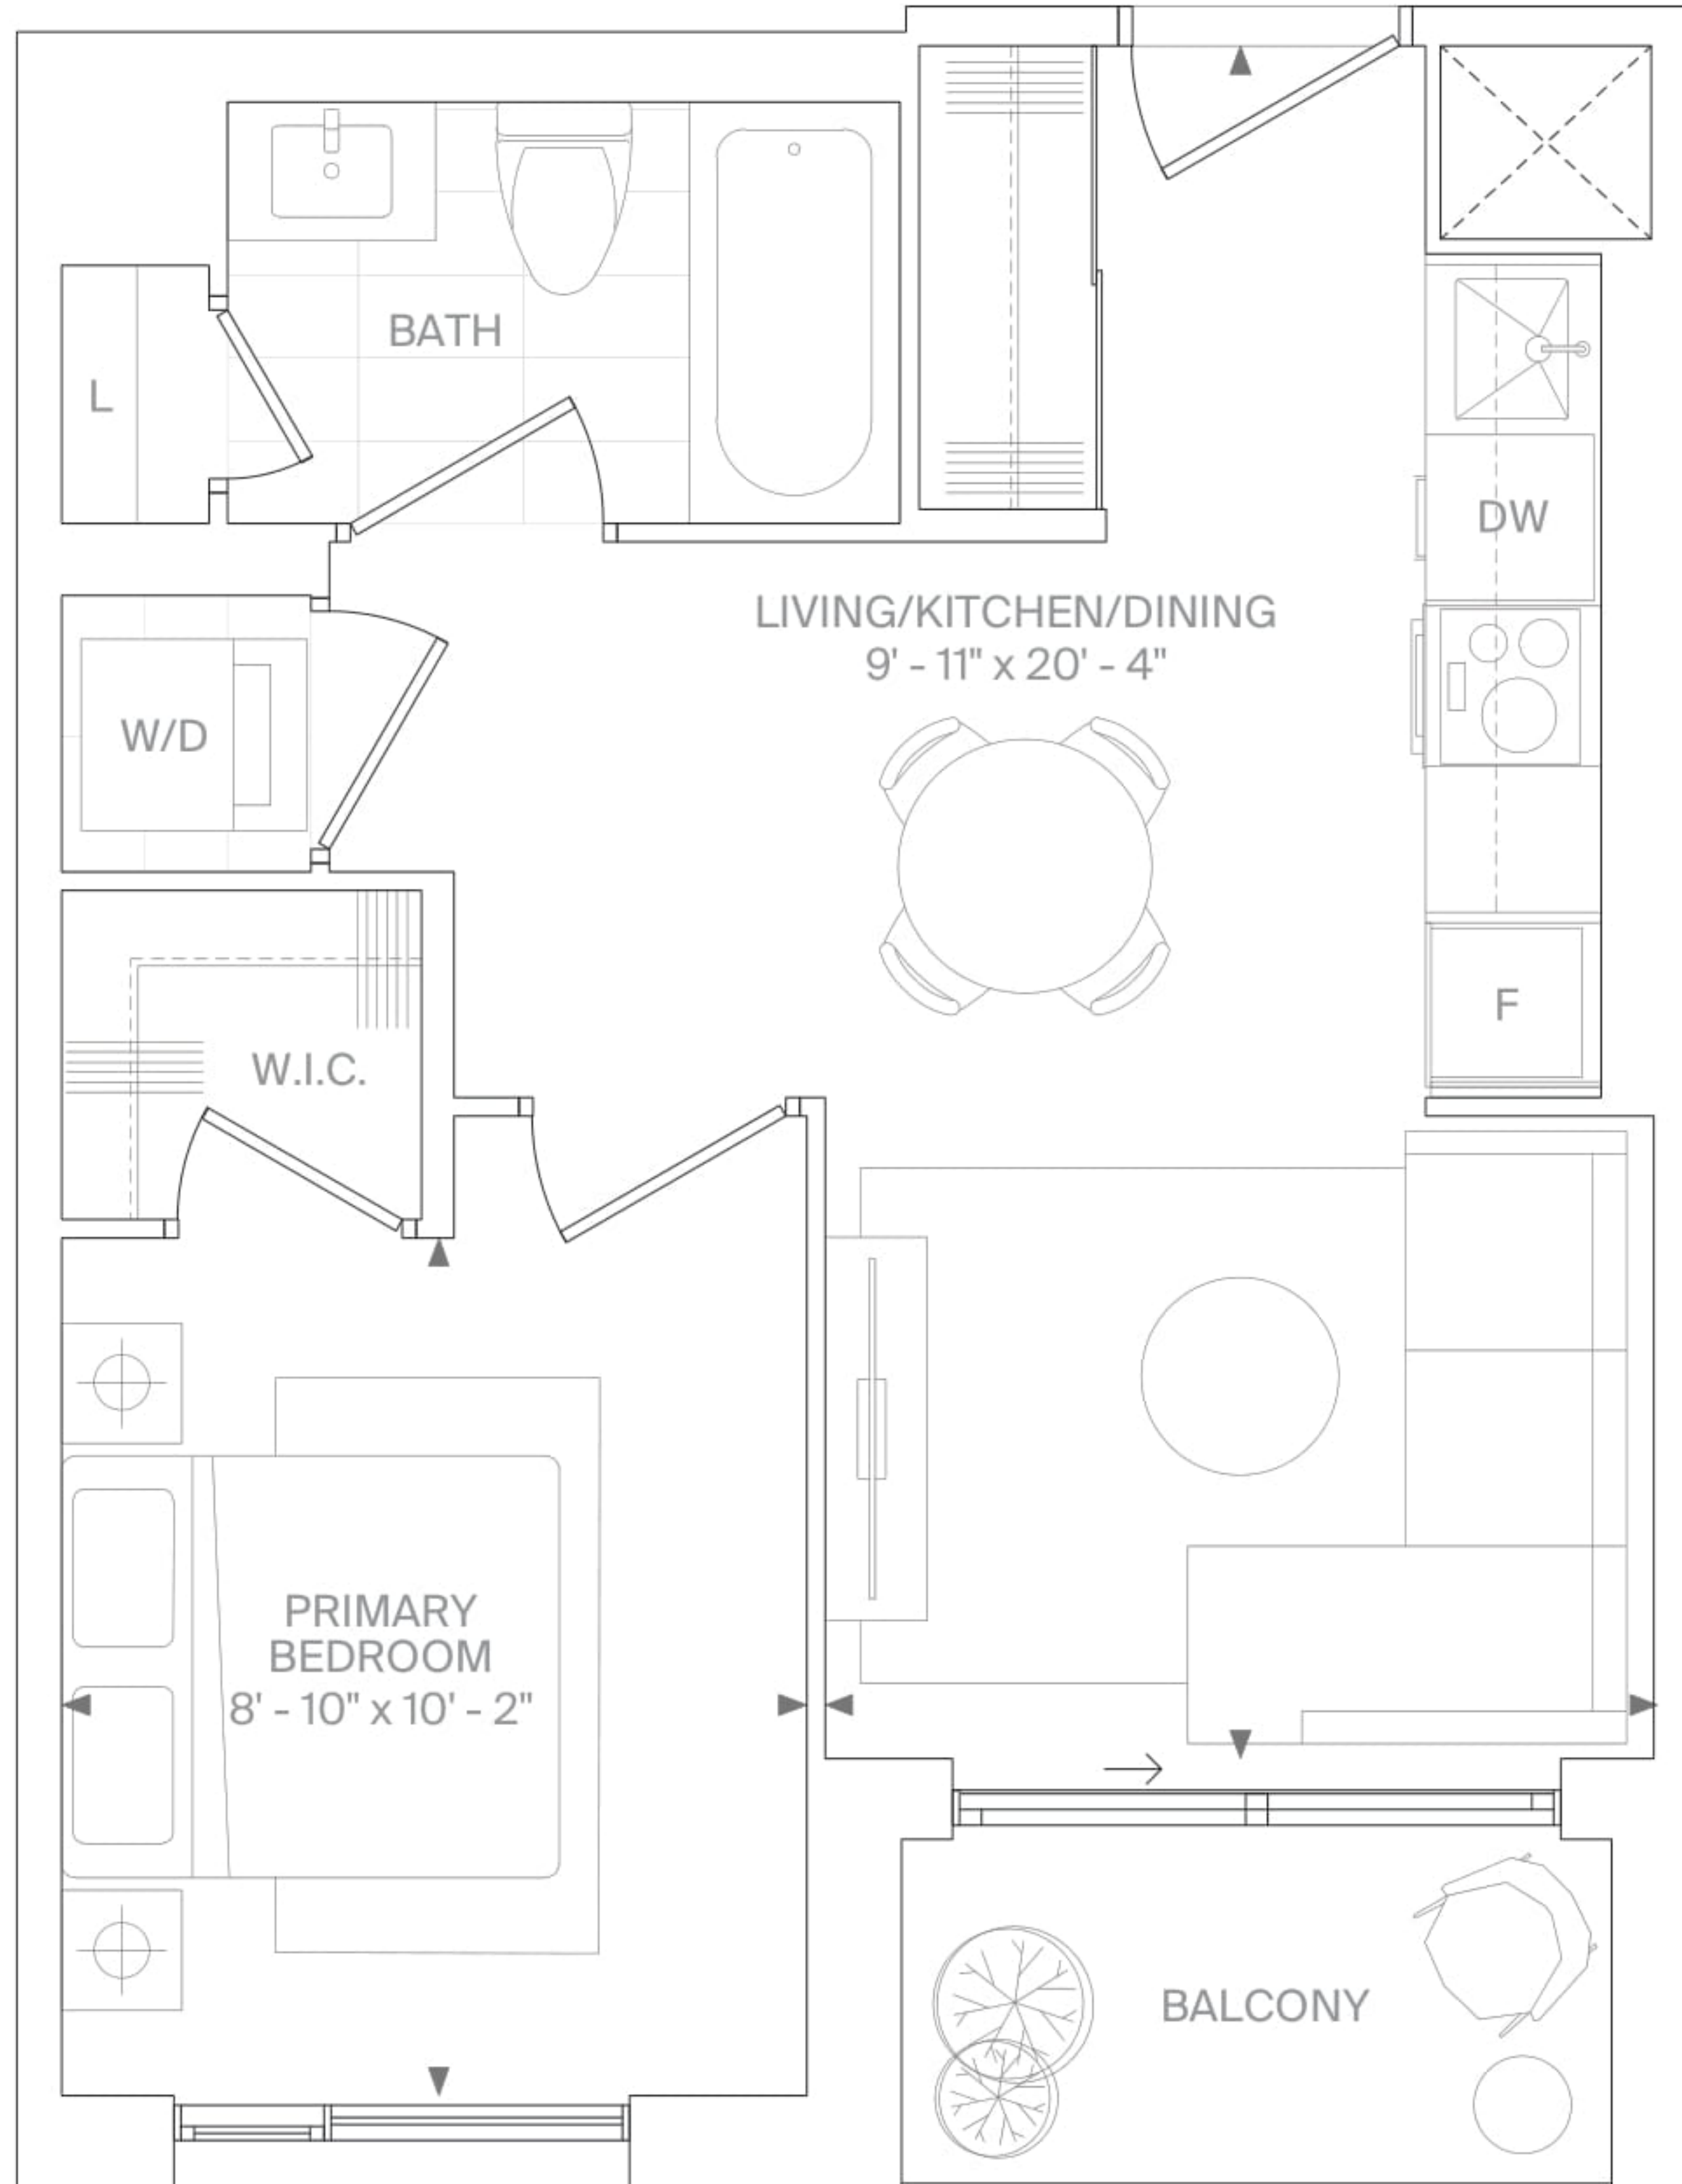 BATH
L
DW
LIVING/KITCHEN/DINING
9' - 11" x 20' - 4"
W/D
F
W.I.C.
PRIMARY
BEDROOM
8' - 10" x 10' - 2"
BALCONY